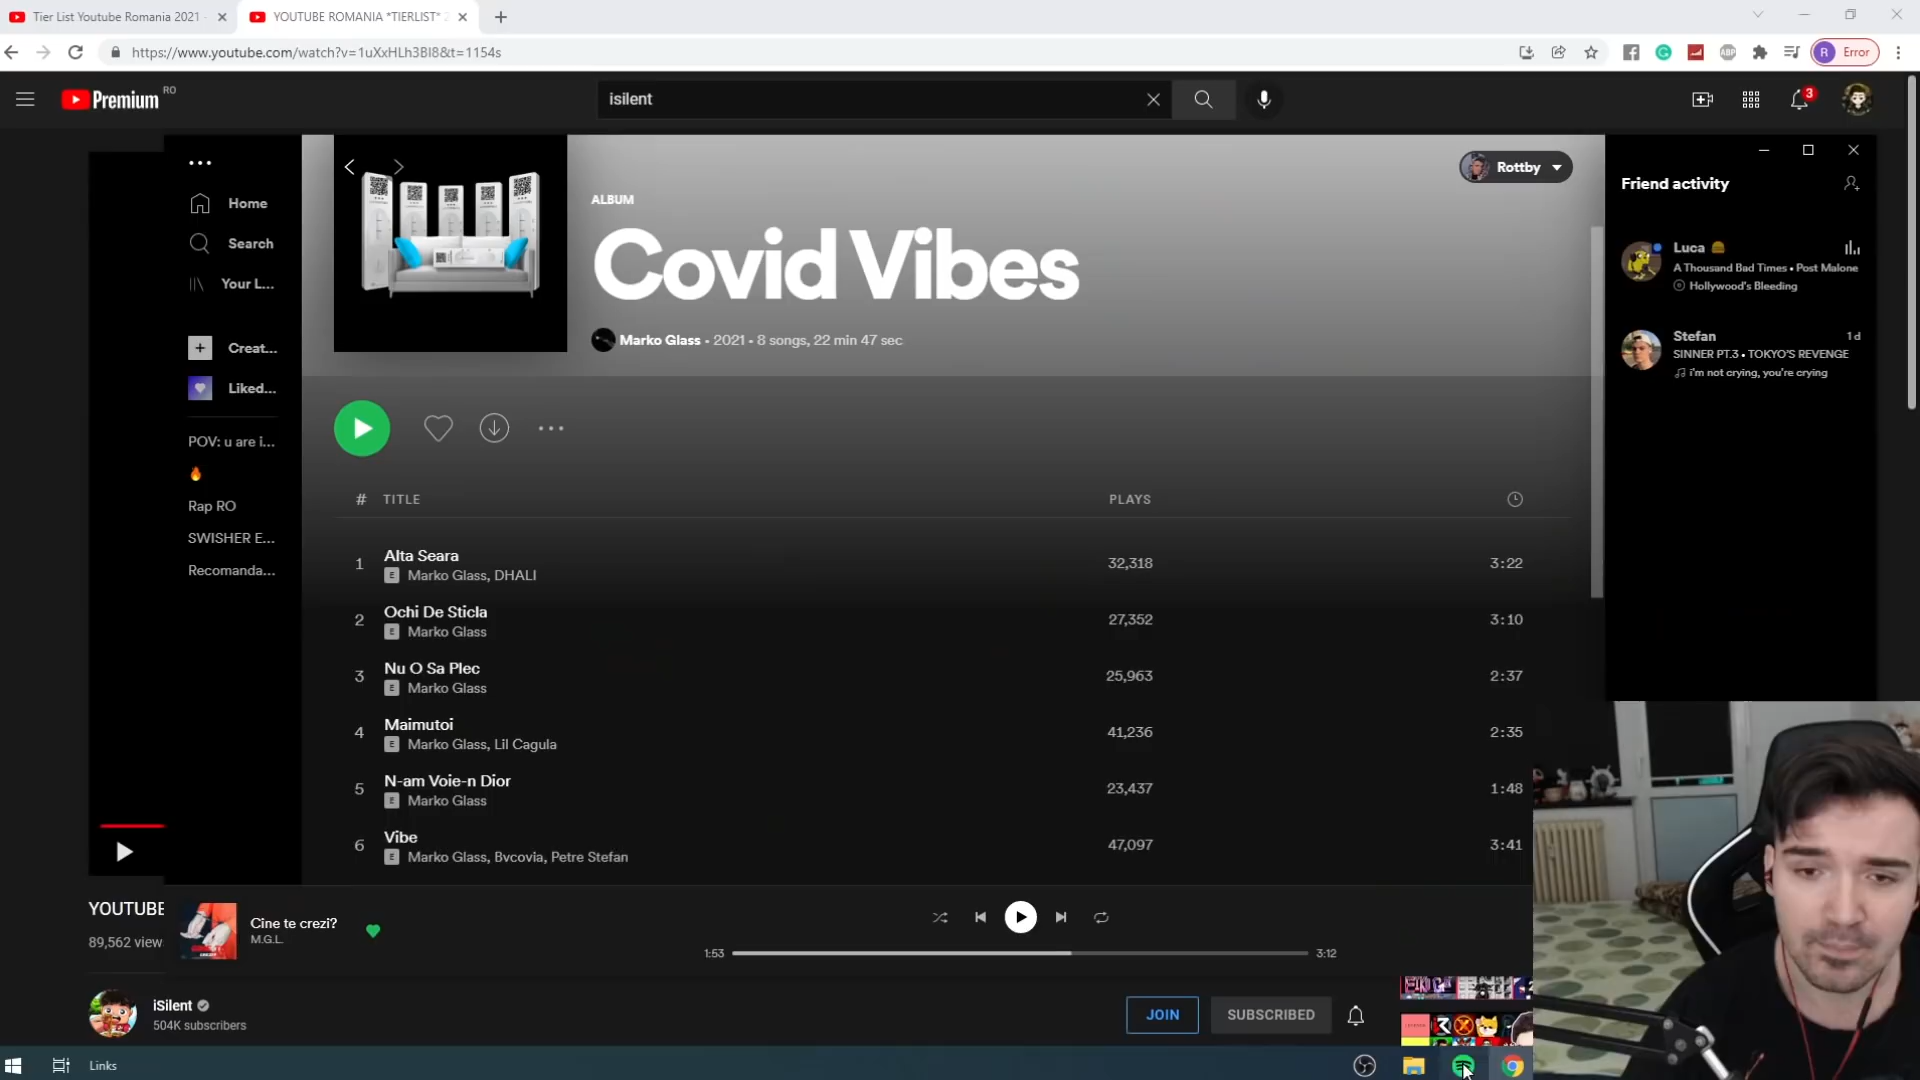 Tier List Youtube Romania 2021
YOUTUBE ROMANIA *TIERLIST* 2
https://www.youtube.com/watch?v=1uXxHLh3BI8&t=1154s
ABP
R Error
Premium RO
isilent
3
Home
Search
Your L...
Creat...
Liked...
POV: u are i...
Rap RO
SWISHER E...
Recomanda...
ALBUM
Covid Vibes
Marko Glass • 2021 • 8 songs, 22 min 47 sec
Rottby
# TITLE PLAYS
1 Alta Seara 32,318 3:22
E Marko Glass, DHALI
2 Ochi De Sticla 27,352 3:10
E Marko Glass
3 Nu O Sa Plec 25,963 2:37
E Marko Glass
4 Maimutoi 41,236 2:35
E Marko Glass, Lil Cagula
5 N-am Voie-n Dior 23,437 1:48
E Marko Glass
6 Vibe 47,097 3:41
E Marko Glass, Bvcovia, Petre Stefan
Friend activity
Luca
A Thousand Bad Times • Post Malone
Hollywood's Bleeding
Stefan 1 d
SINNER PT.3 • TOKYO'S REVENGE
i'm not crying, you're crying
Cine te crezi?
M.G.L.
1:53 3:12
YOUTUBE
89,562 view
iSilent
504K subscribers
JOIN
SUBSCRIBED
Links